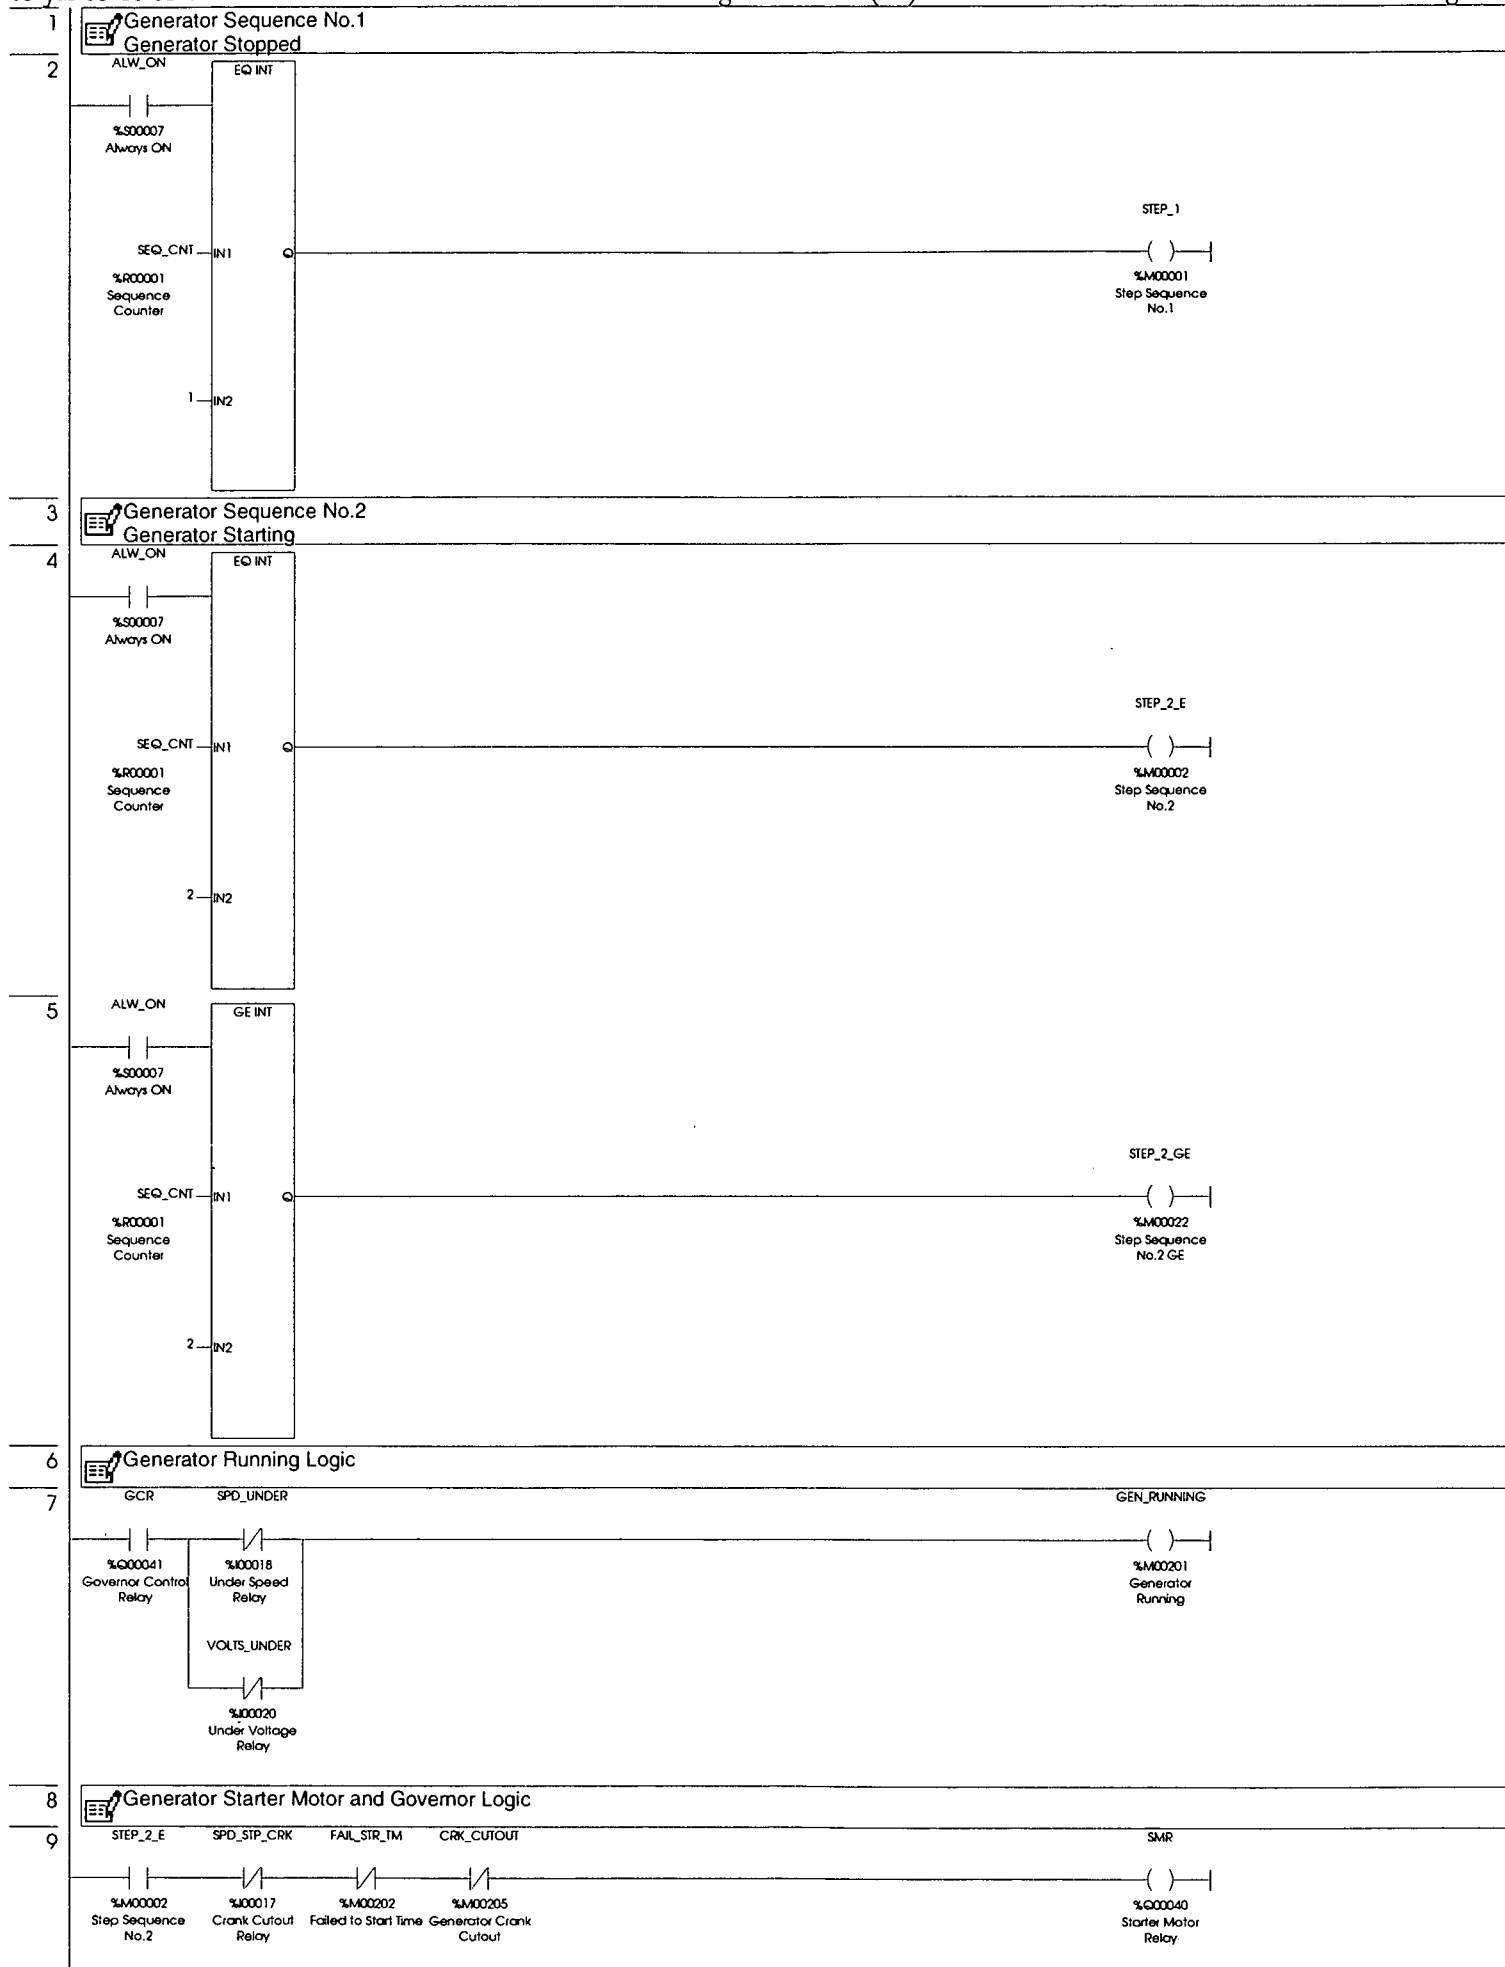 1
Generator Sequence No.1
Generator Stopped
2
ALW_ON
EQ INT
%S00007
Always ON
STEP_1
SEQ_CNT
IN1
Q
%R00001
Sequence
Counter
%M00001
Step Sequence
No.1
1
IN2
3
Generator Sequence No.2
Generator Starting
4
ALW_ON
EQ INT
%S00007
Always ON
STEP_2_E
SEQ_CNT
IN1
Q
%R00001
Sequence
Counter
%M00002
Step Sequence
No.2
2
IN2
5
ALW_ON
GE INT
%S00007
Always ON
STEP_2_GE
SEQ_CNT
IN1
Q
%R00001
Sequence
Counter
%M00022
Step Sequence
No.2 GE
2
IN2
6
Generator Running Logic
7
GCR SPD_UNDER GEN_RUNNING
%Q00041 %I00018 %M00201
Governor Control Under Speed Generator
Relay Relay Running
VOLTS_UNDER
%I00020
Under Voltage
Relay
8
Generator Starter Motor and Governor Logic
9
STEP_2_E SPD_STP_CRK FAIL_STR_TM CRK_CUTOUT SMR
%M00002 %I00017 %M00202 %M00205 %Q00040
Step Sequence Crank Cutout Failed to Start Time Generator Crank Starter Motor
No.2 Relay Cutout Relay